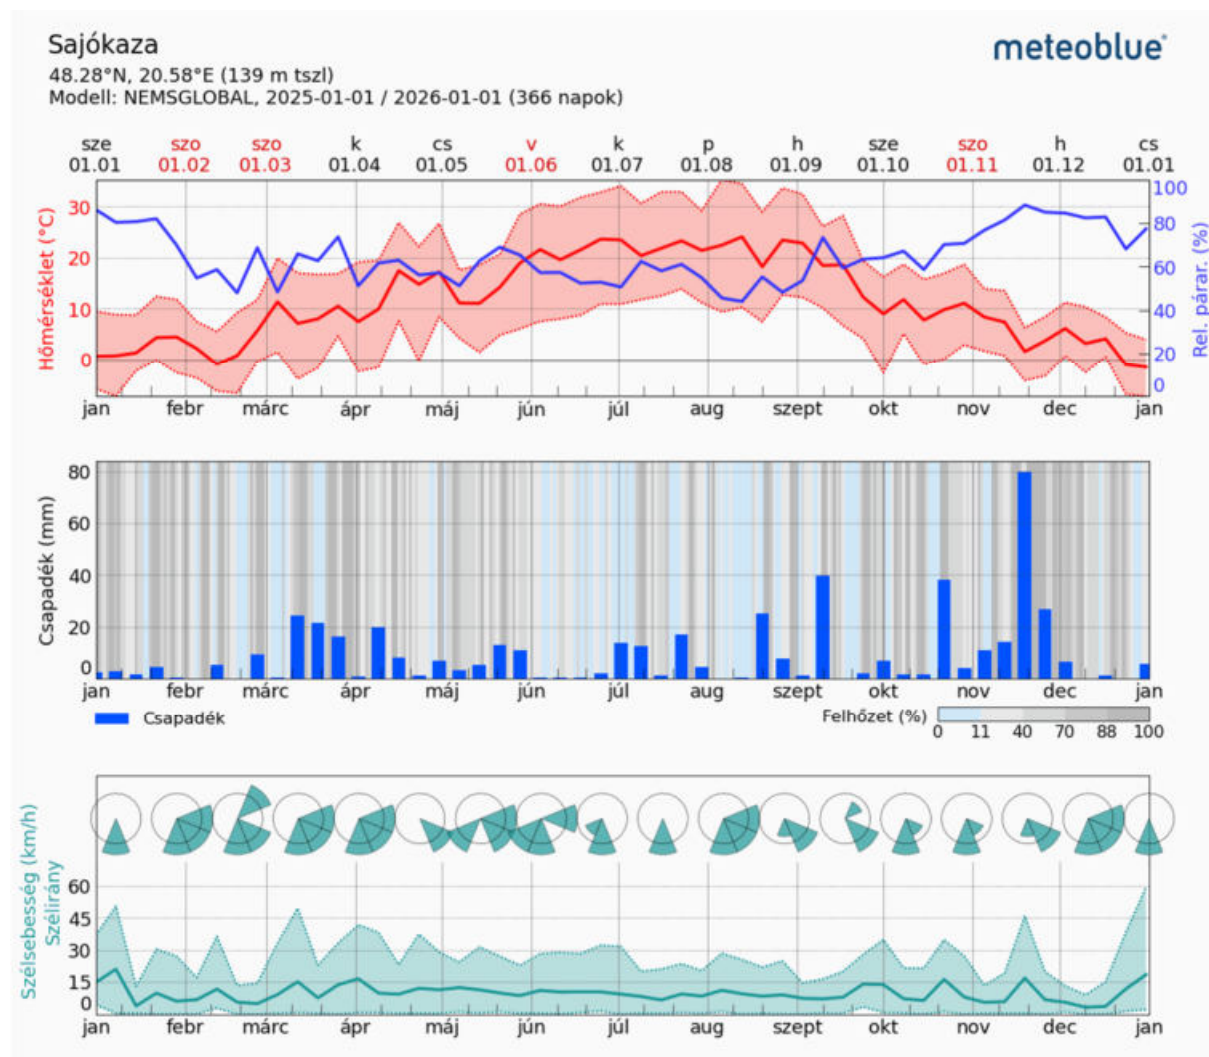 Sajókaza
meteoblue®
48.28°N, 20.58°E (139 m tszl)
Modell: NEMSGLOBAL, 2025-01-01 / 2026-01-01 (366 napok)
sze szo szo k cs v k p h sze szo h cs
01.01 01.02 01.03 01.04 01.05 01.06 01.07 01.08 01.09 01.10 01.11 01.12 01.01
Hőmérséklet (°C)
30
20
10
0
100
80
60
40
20
0
Rel. párar. (%)
jan febr márc ápr máj jún júl aug szept okt nov dec jan
Csapadék (mm)
80
60
40
20
0
jan febr márc ápr máj jún júl aug szept okt nov dec jan
Csapadék
Felhőzet (%)
0 11 40 70 88 100
Szélsebesség (km/h)
Szélirány
60
45
30
15
0
jan febr márc ápr máj jún júl aug szept okt nov dec jan